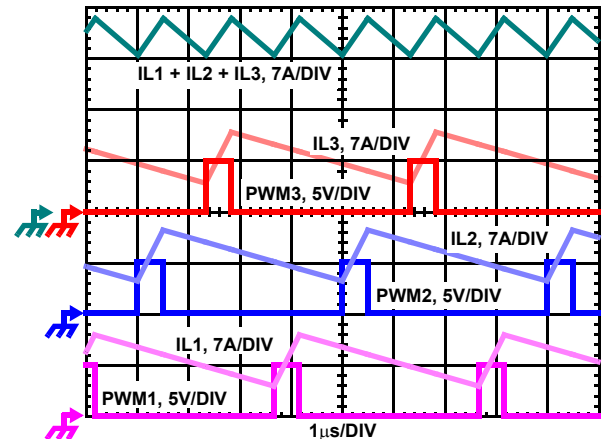 IL1 + IL2 + IL3, 7A/DIV
IL3, 7A/DIV
PWM3, 5V/DIV
IL2, 7A/DIV
PWM2, 5V/DIV
IL1, 7A/DIV
PWM1, 5V/DIV
1μs/DIV